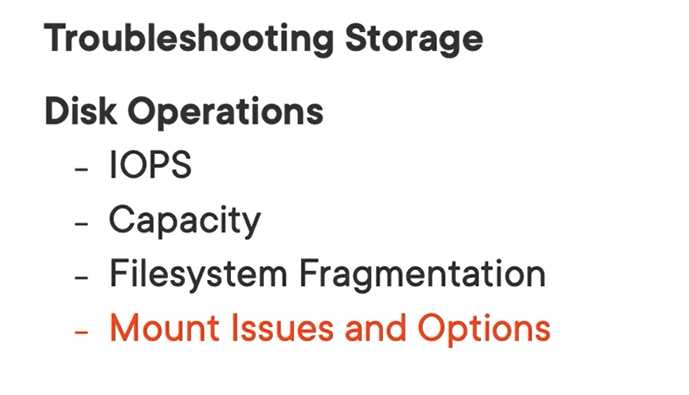 Troubleshooting Storage
Disk Operations
– IOPS
– Capacity
– Filesystem Fragmentation
– Mount Issues and Options